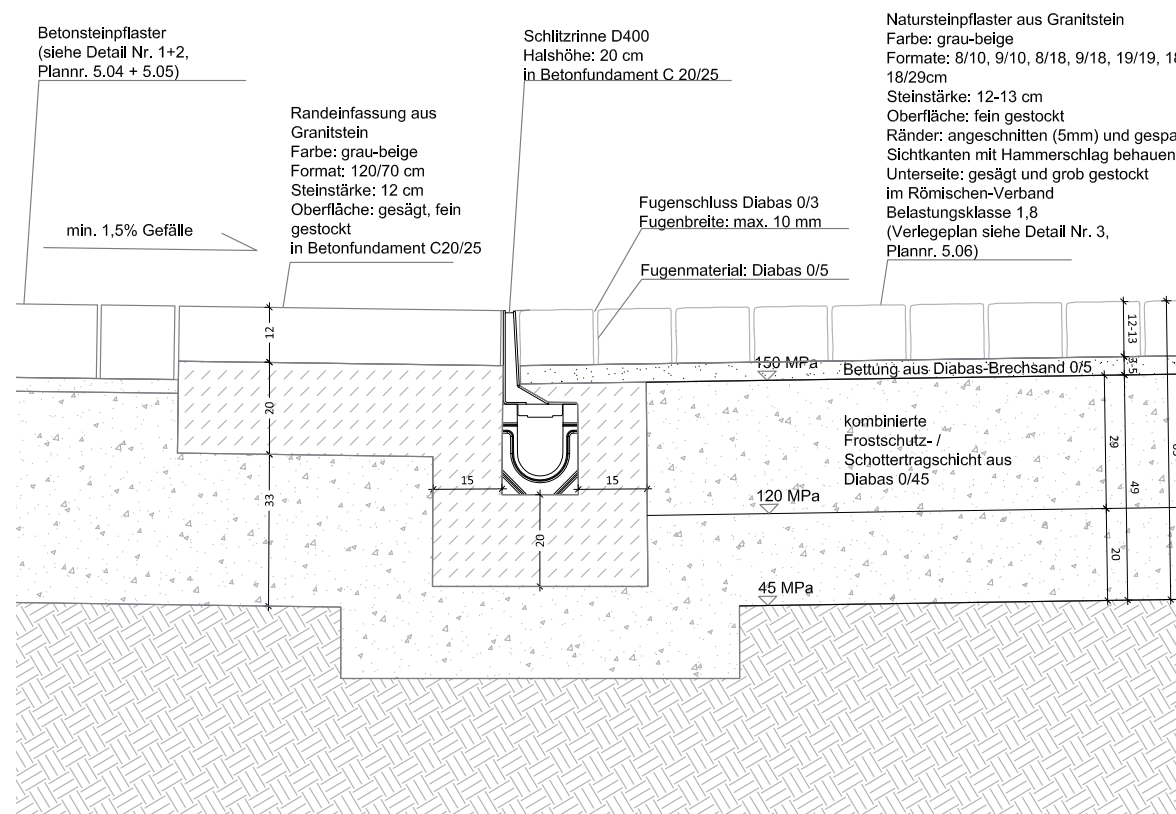 Betonsteinpflaster
(siehe Detail Nr. 1+2,
Plannr. 5.04 + 5.05)
min. 1,5% Gefälle
Randeinfassung aus
Granitstein
Farbe: grau-beige
Format: 120/70 cm
Steinstärke: 12 cm
Oberfläche: gesägt, fein
gestockt
in Betonfundament C20/25
Schlitzrinne D400
Halshöhe: 20 cm
in Betonfundament C 20/25
Fugenschluss Diabas 0/3
Fugenbreite: max. 10 mm
Fugenmaterial: Diabas 0/5
Natursteinpflaster aus Granitstein
Farbe: grau-beige
Formate: 8/10, 9/10, 8/18, 9/18, 19/19, 18
18/29cm
Steinstärke: 12-13 cm
Oberfläche: fein gestockt
Ränder: angeschnitten (5mm) und gespa
Sichtkanten mit Hammerschlag behauen
Unterseite: gesägt und grob gestockt
im Römischen-Verband
Belastungsklasse 1,8
(Verlegeplan siehe Detail Nr. 3,
Plannr. 5.06)
12
20
33
15
15
20
150 MPa
Bettung aus Diabas-Brechsand 0/5
kombinierte
Frostschutz- /
Schottertragschicht aus
Diabas 0/45
120 MPa
45 MPa
12-13
3-5
29
49
20